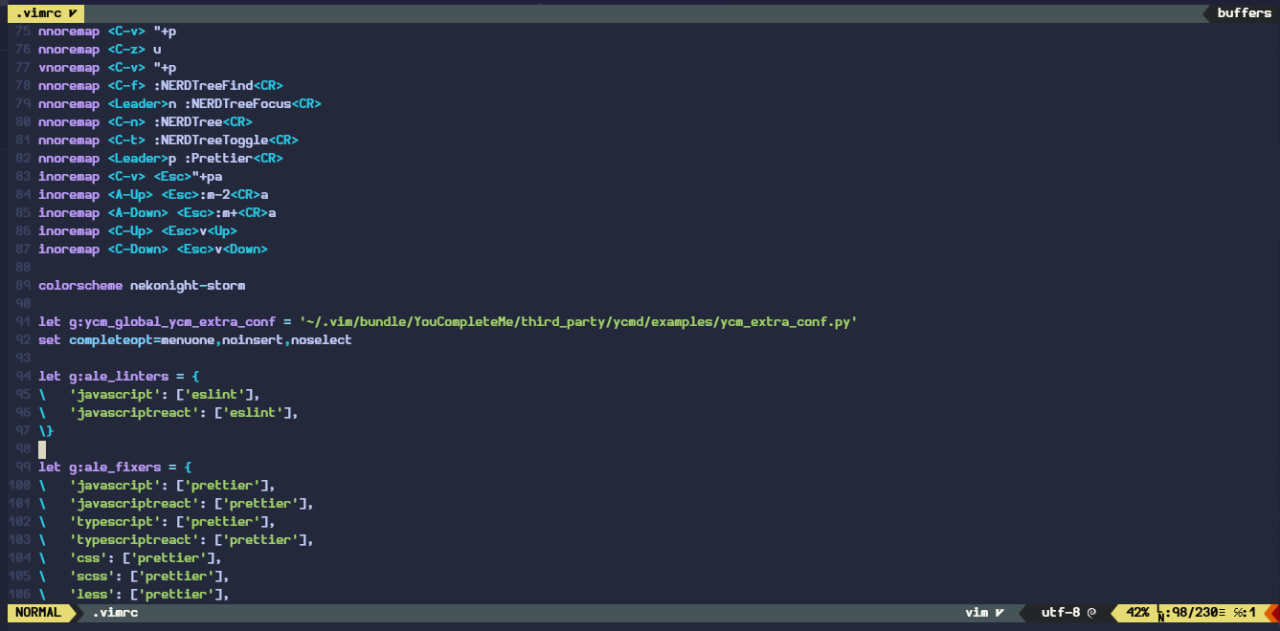 .vimrc buffers
75 nnoremap <C-v> "+p
76 nnoremap <C-z> u
77 vnoremap <C-v> "+p
78 nnoremap <C-f> :NERDTreeFind<CR>
79 nnoremap <Leader>n :NERDTreeFocus<CR>
80 nnoremap <C-n> :NERDTree<CR>
81 nnoremap <C-t> :NERDTreeToggle<CR>
82 nnoremap <Leader>p :Prettier<CR>
83 inoremap <C-v> <Esc>"+pa
84 inoremap <A-Up> <Esc>:m-2<CR>a
85 inoremap <A-Down> <Esc>:m+<CR>a
86 inoremap <C-Up> <Esc>v<Up>
87 inoremap <C-Down> <Esc>v<Down>
88
89 colorscheme nekonight-storm
90
91 let g:ycm_global_ycm_extra_conf = '~/.vim/bundle/YouCompleteMe/third_party/ycmd/examples/ycm_extra_conf.py'
92 set completeopt=menuone,noinsert,noselect
93
94 let g:ale_linters = {
95 \   'javascript': ['eslint'],
96 \   'javascriptreact': ['eslint'],
97 \}
98
99 let g:ale_fixers = {
100 \   'javascript': ['prettier'],
101 \   'javascriptreact': ['prettier'],
102 \   'typescript': ['prettier'],
103 \   'typescriptreact': ['prettier'],
104 \   'css': ['prettier'],
105 \   'scss': ['prettier'],
106 \   'less': ['prettier'],
NORMAL .vimrc vim utf-8 42% :98/230 :1